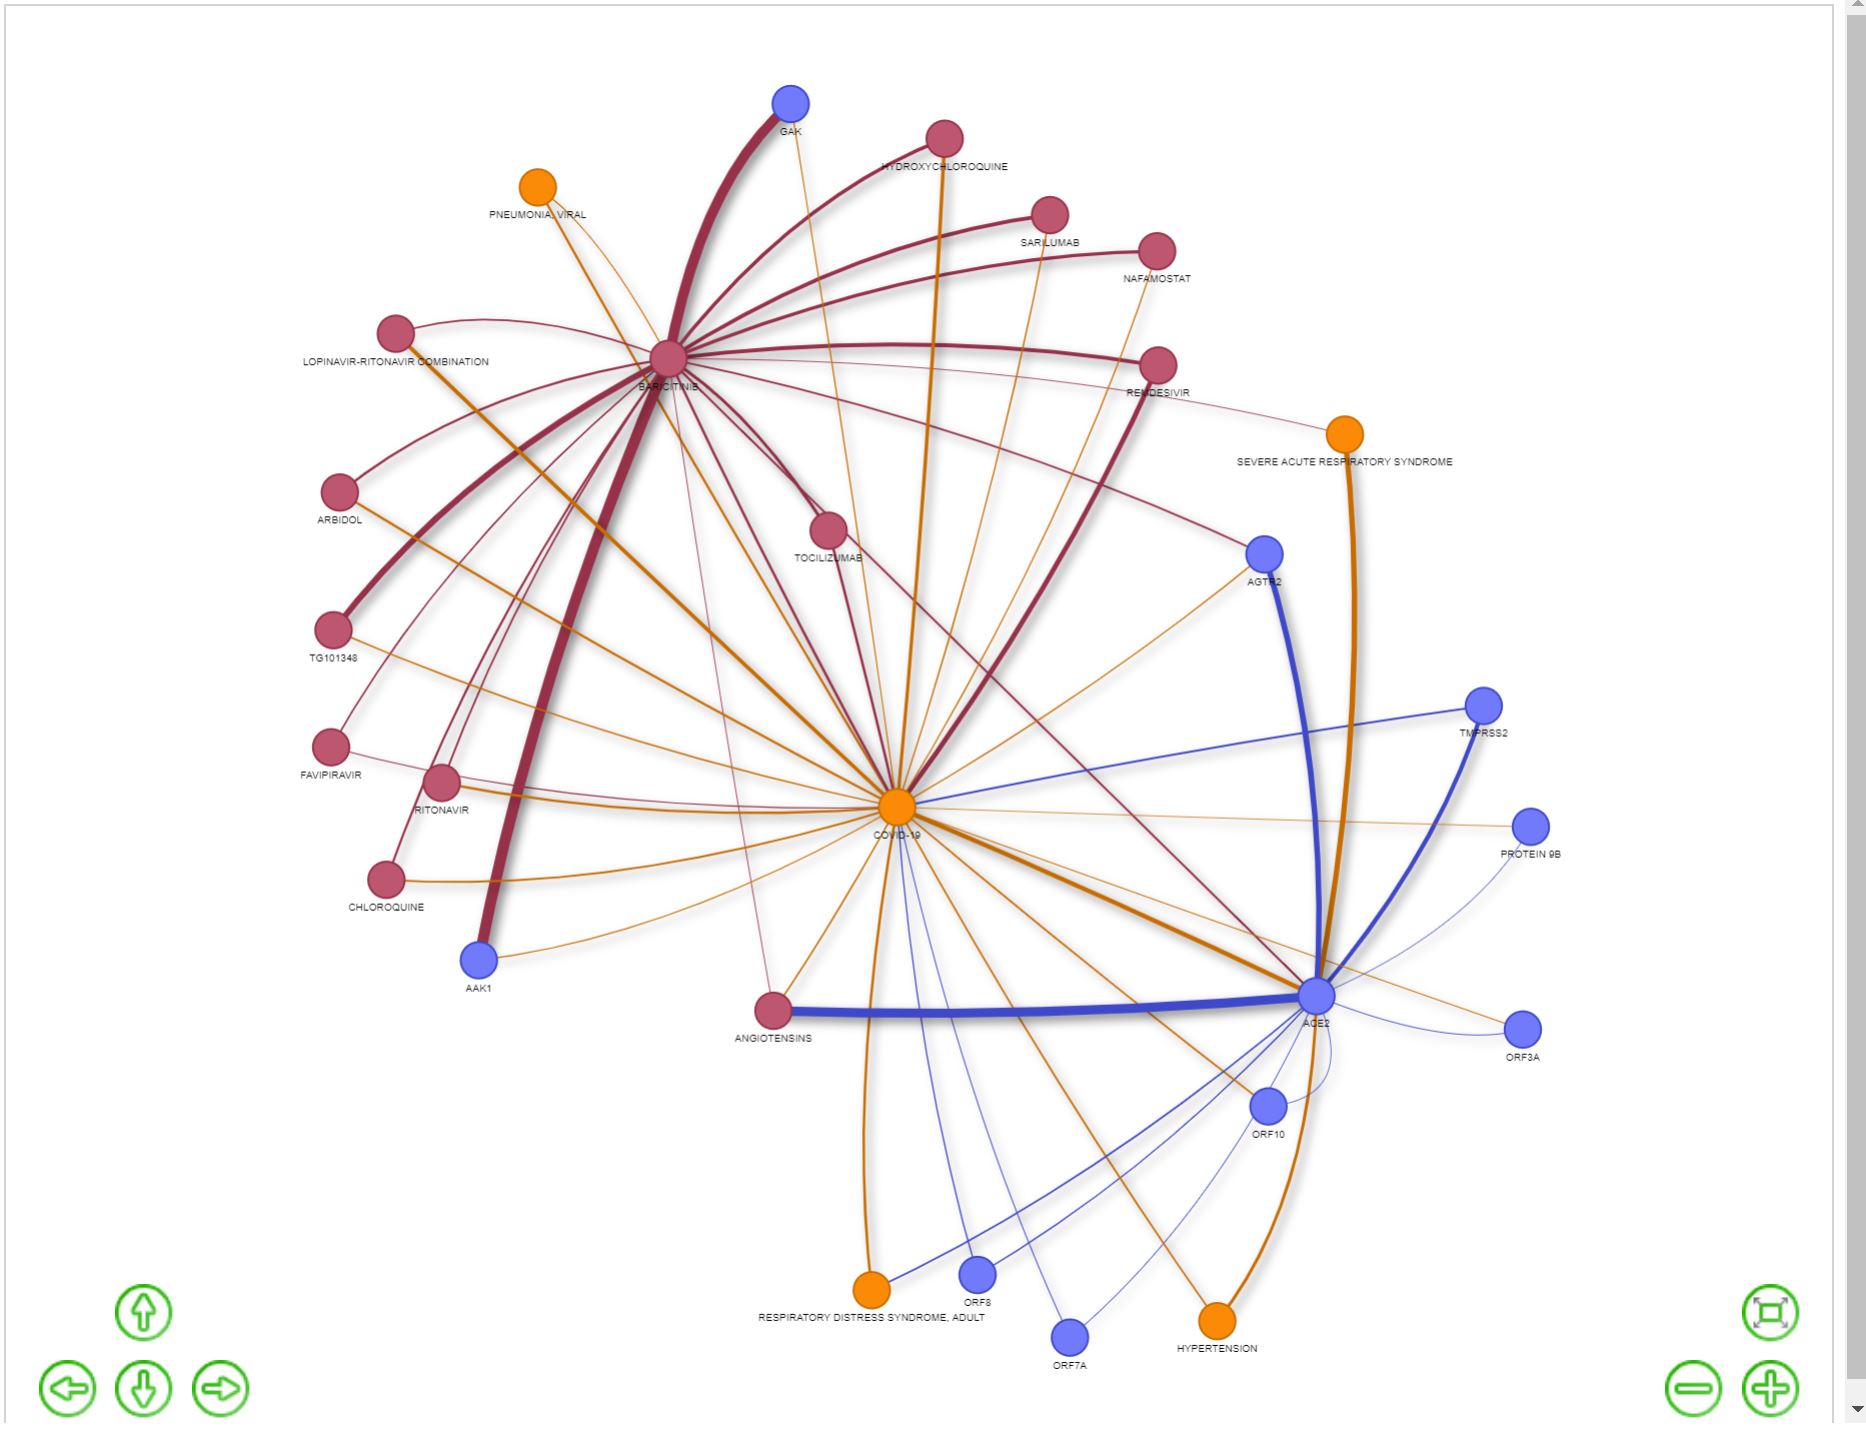 GAK
HYDROXYCHLOROQUINE
PNEUMONIA, VIRAL
SARILUMAB
NAFAMOSTAT
LOPINAVIR-RITONAVIR COMBINATION
BARICITINIB
REMDESIVIR
SEVERE ACUTE RESPIRATORY SYNDROME
ARBIDOL
TOCILIZUMAB
AGTR2
TG101348
TMPRSS2
FAVIPIRAVIR
RITONAVIR
COVID-19
PROTEIN 9B
CHLOROQUINE
AAK1
ACE2
ANGIOTENSINS
ORF3A
ORF10
ORF8
RESPIRATORY DISTRESS SYNDROME, ADULT
HYPERTENSION
ORF7A